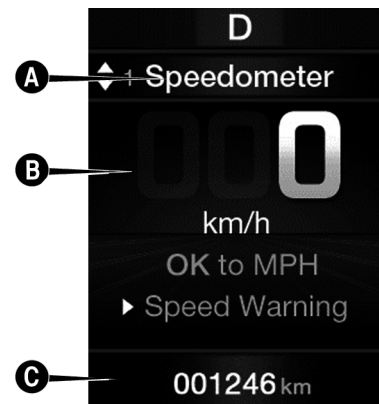 D
A 1 Speedometer
B 000
km/h
OK to MPH
Speed Warning
C 001246 km